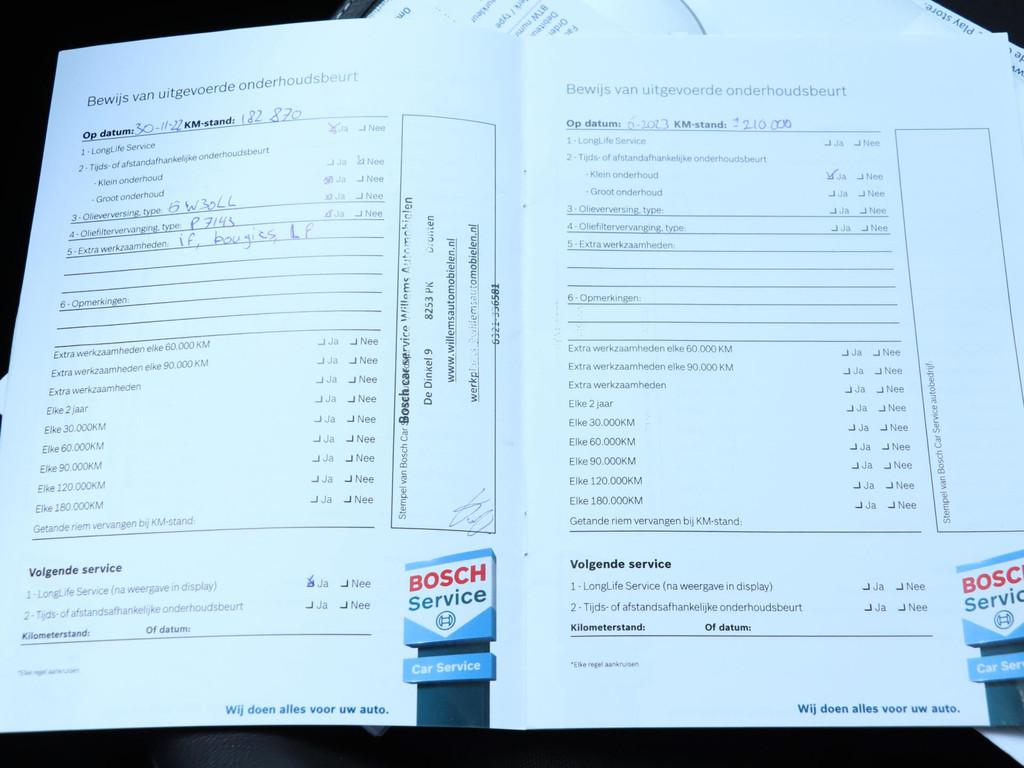 Bewijs van uitgevoerde onderhoudsbeurt
Op datum: 30-11-22 KM-stand: 182 870
1 - LongLife Service Ja Nee
2 - Tijds- of afstandafhankelijke onderhoudsbeurt Ja Nee
- Klein onderhoud Ja Nee
- Groot onderhoud Ja Nee
3 - Olieverversing, type: 5W30LL Ja Nee
4 - Oliefiltervervanging, type: P7143
5 - Extra werkzaamheden: if, bougies, LF
6 - Opmerkingen:
Extra werkzaamheden elke 60.000 KM Ja Nee
Extra werkzaamheden elke 90.000 KM Ja Nee
Extra werkzaamheden Ja Nee
Elke 2 jaar Ja Nee
Elke 30.000KM Ja Nee
Elke 60.000KM Ja Nee
Elke 90.000KM Ja Nee
Elke 120.000KM Ja Nee
Elke 180.000KM Ja Nee
Getande riem vervangen bij KM-stand:
Stempel van Bosch Car
Bosch car service Willems Automobielen
De Dinkel 9 8253 PK Dronten
www.willemsautomobielen.nl
0321-336581
Volgende service
1 - LongLife Service (na weergave in display) Ja Nee
2 - Tijds- of afstandsafhankelijke onderhoudsbeurt Ja Nee
Kilometerstand: Of datum:
*Elke regel aankruisen
BOSCH
Service
Car Service
Wij doen alles voor uw auto.
Bewijs van uitgevoerde onderhoudsbeurt
Op datum: 6-2023 KM-stand: ±210 000
1 - LongLife Service Ja Nee
2 - Tijds- of afstandafhankelijke onderhoudsbeurt
- Klein onderhoud Ja Nee
- Groot onderhoud Ja Nee
3 - Olieverversing, type: Ja Nee
4 - Oliefiltervervanging, type: Ja Nee
5 - Extra werkzaamheden:
6 - Opmerkingen:
Extra werkzaamheden elke 60.000 KM Ja Nee
Extra werkzaamheden elke 90.000 KM Ja Nee
Extra werkzaamheden Ja Nee
Elke 2 jaar Ja Nee
Elke 30.000KM Ja Nee
Elke 60.000KM Ja Nee
Elke 90.000KM Ja Nee
Elke 120.000KM Ja Nee
Elke 180.000KM Ja Nee
Getande riem vervangen bij KM-stand:
Stempel van Bosch Car Service autobedrijf:
Volgende service
1 - LongLife Service (na weergave in display) Ja Nee
2 - Tijds- of afstandsafhankelijke onderhoudsbeurt Ja Nee
Kilometerstand: Of datum:
*Elke regel aankruisen
BOSC
Servic
Car Ser
Wij doen alles voor uw auto.
Play store.